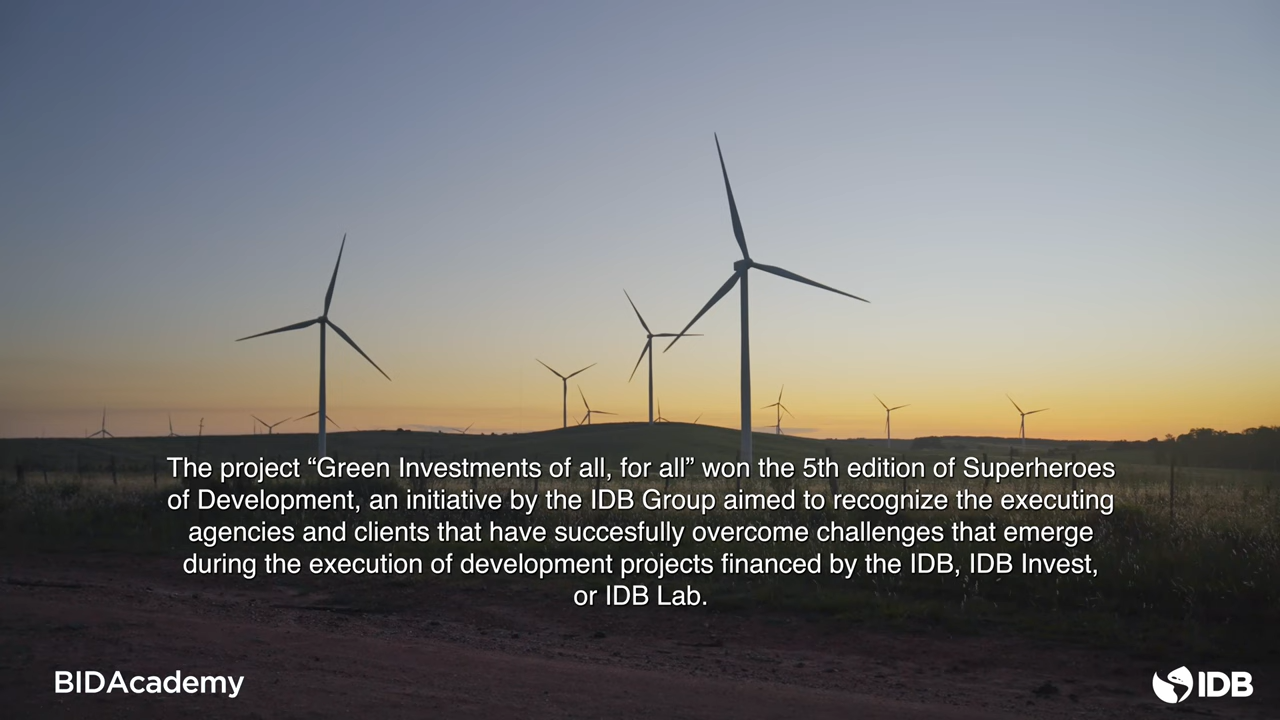 The project “Green Investments of all, for all” won the 5th edition of Superheroes
of Development, an initiative by the IDB Group aimed to recognize the executing
agencies and clients that have succesfully overcome challenges that emerge
during the execution of development projects financed by the IDB, IDB Invest,
or IDB Lab.
BIDAcademy
IDB